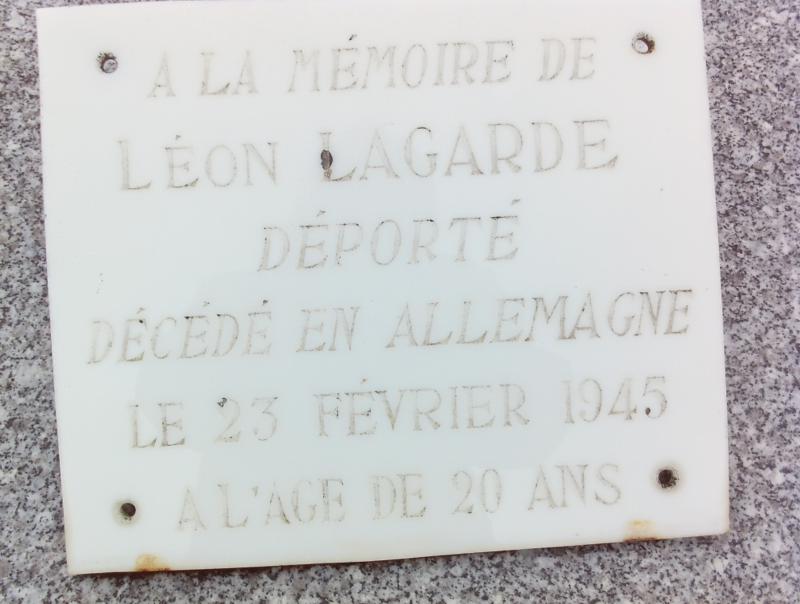 A LA MÉMOIRE DE
LÉON LAGARDE
DÉPORTÉ
DÉCÉDÉ EN ALLEMAGNE
LE 23 FÉVRIER 1945
A L'AGE DE 20 ANS